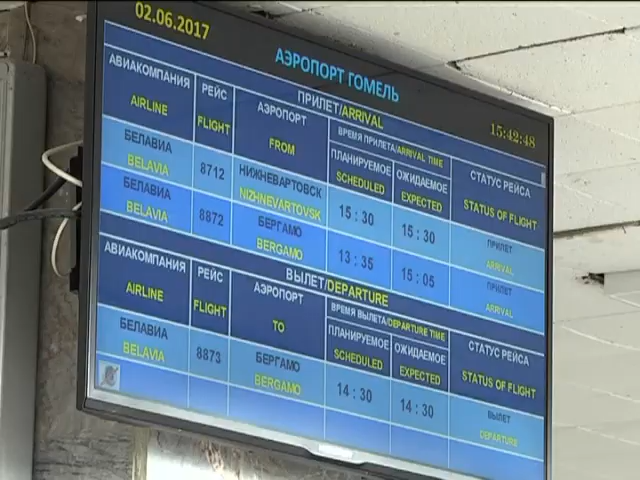 02.06.2017
АЭРОПОРТ ГОМЕЛЬ
15:42:48
ПРИЛЕТ/ARRIVAL
АВИАКОМПАНИЯ РЕЙС АЭРОПОРТ ВРЕМЯ ПРИЛЕТА/ARRIVAL TIME СТАТУС РЕЙСА
ПЛАНИРУЕМОЕ ОЖИДАЕМОЕ
AIRLINE FLIGHT FROM SCHEDULED EXPECTED STATUS OF FLIGHT
БЕЛАВИА 8712 НИЖНЕВАРТОВСК 15 : 30 15 : 30 ПРИЛЕТ
BELAVIA NIZHNEVARTOVSK ARRIVAL
БЕЛАВИА 8872 БЕРГАМО 13 : 35 15 : 05 ПРИЛЕТ
BELAVIA BERGAMO ARRIVAL
ВЫЛЕТ/DEPARTURE
АВИАКОМПАНИЯ РЕЙС АЭРОПОРТ ВРЕМЯ ВЫЛЕТА/DEPARTURE TIME СТАТУС РЕЙСА
ПЛАНИРУЕМОЕ ОЖИДАЕМОЕ
AIRLINE FLIGHT TO SCHEDULED EXPECTED STATUS OF FLIGHT
БЕЛАВИА 8873 БЕРГАМО 14 : 30 14 : 30 ВЫЛЕТ
BELAVIA BERGAMO DEPARTURE